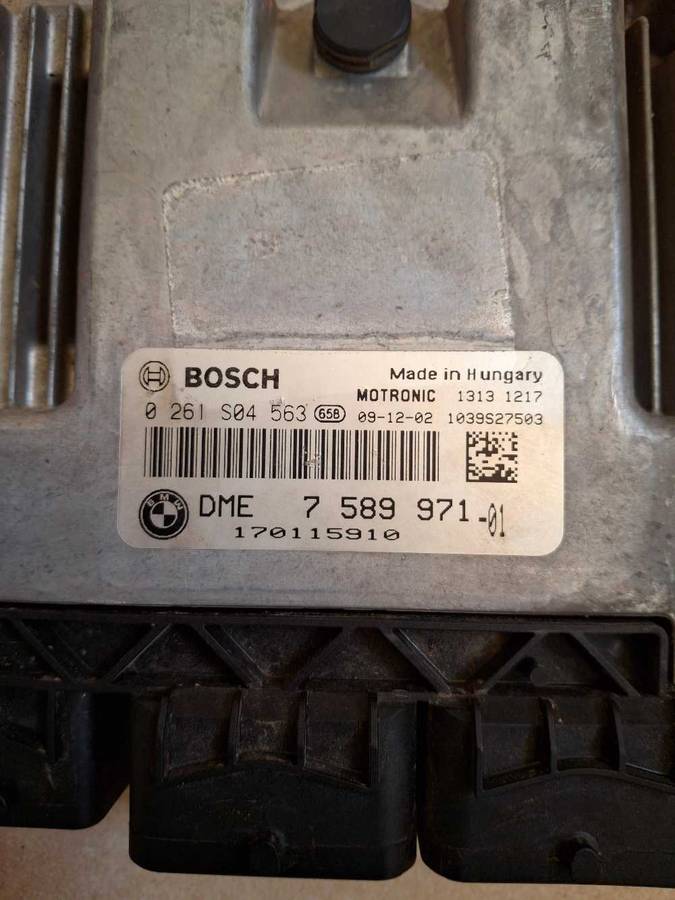 BOSCH Made in Hungary
MOTRONIC 1313 1217
0 261 S04 563 658 09-12-02 1039S27503
BMW DME 7 589 971-01
170115910